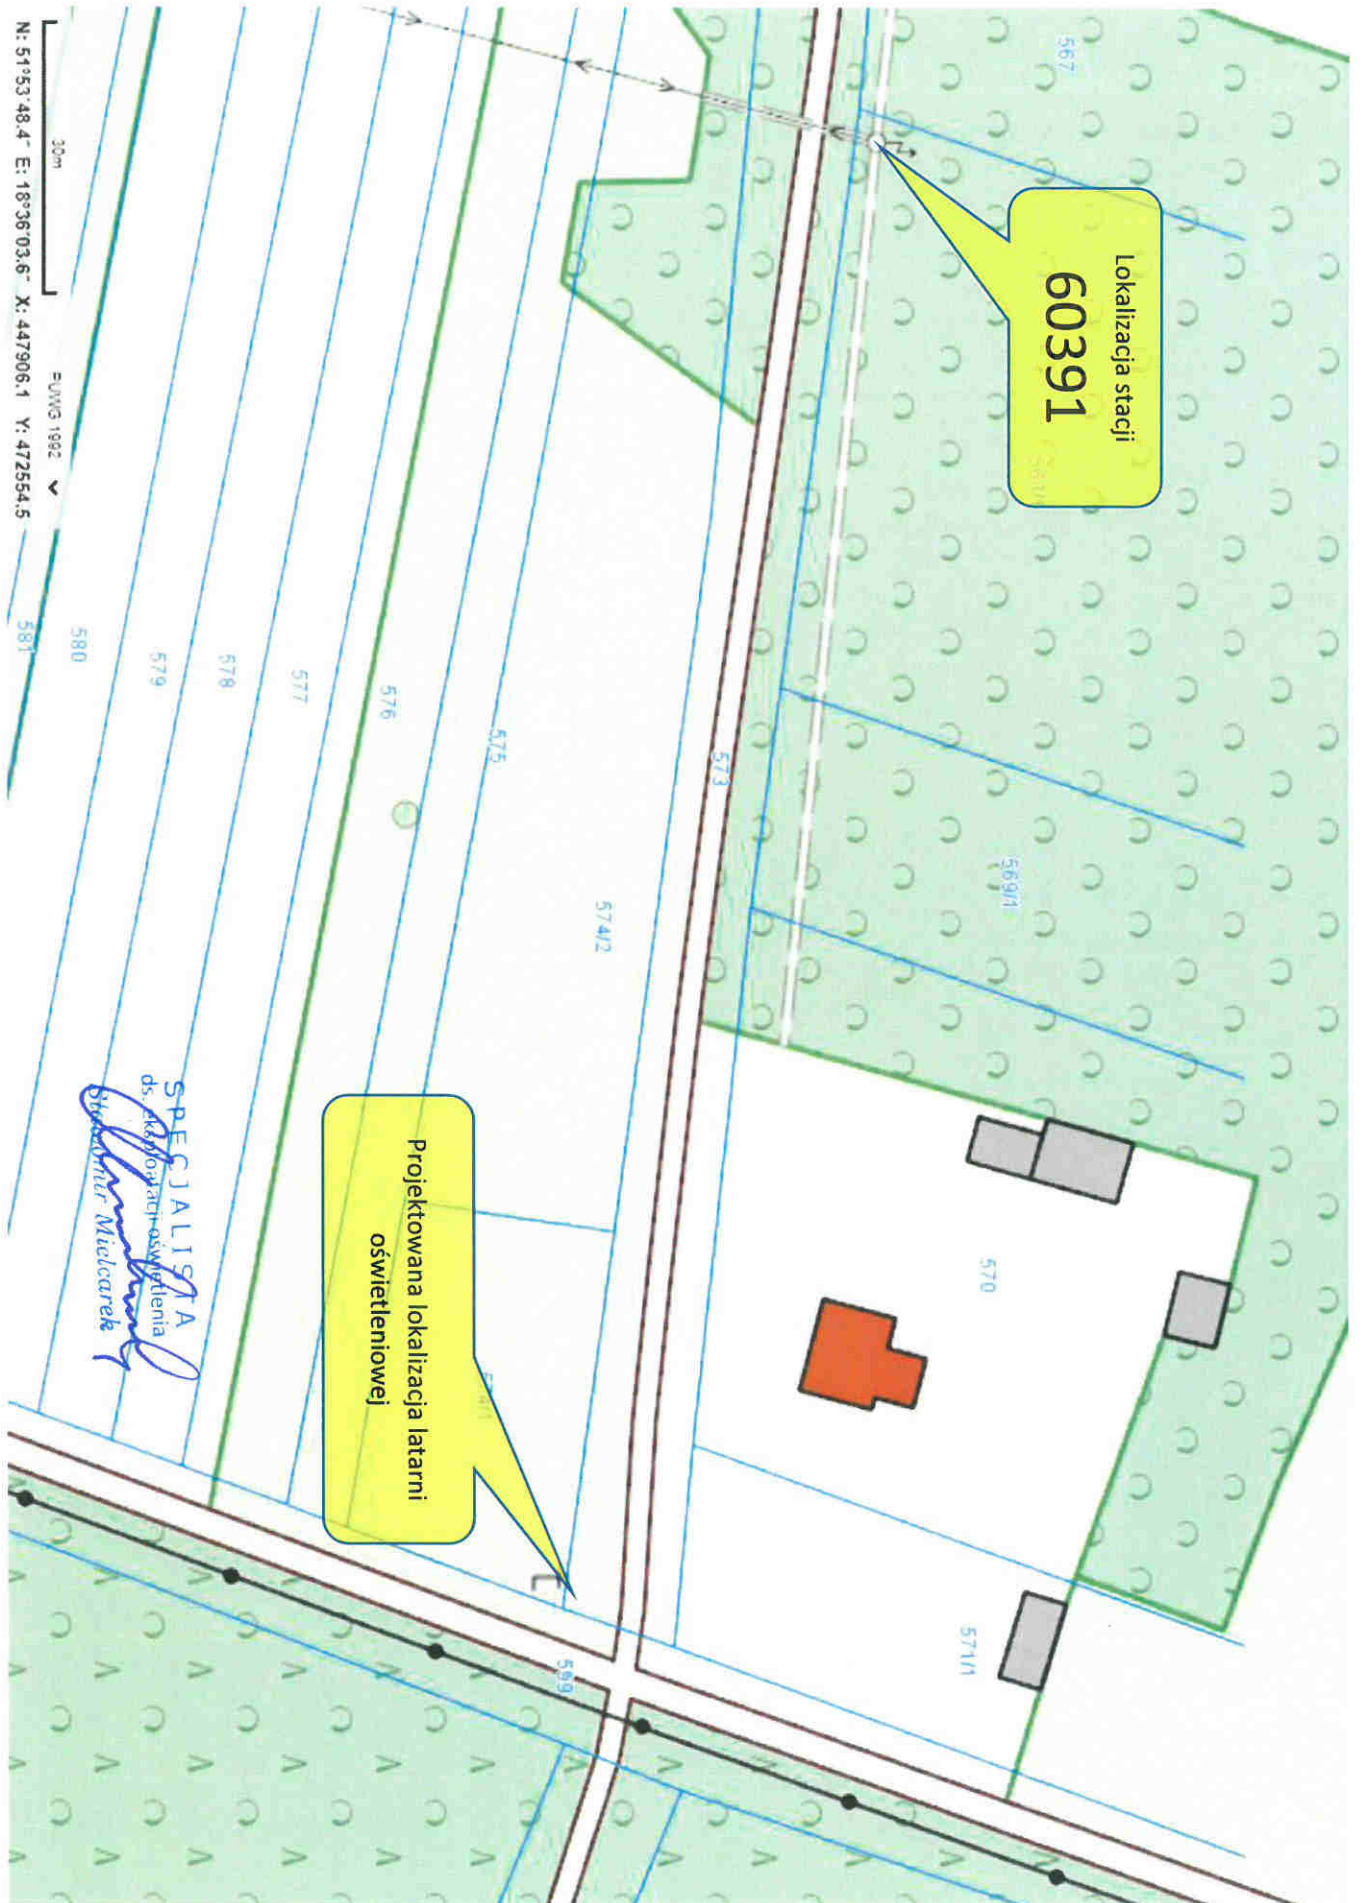 Lokalizacja stacji
60391
567
569/1
573
574/2
575
576
577
578
579
580
581
570
571/1
599
Projektowana lokalizacja latarni
oświetleniowej
L
SPECJALISTA
ds. eksploatacji oświetlenia
Mielcarek
30m
PUWG 1992
N: 51°53'48.4" E: 18°36'03.6" X: 447906.1 Y: 472554.5